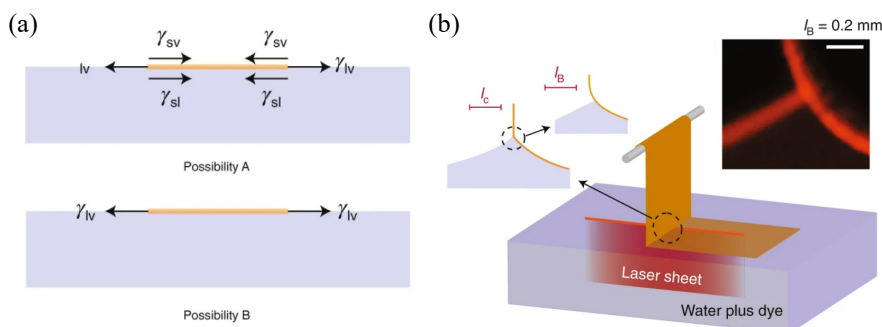 (a)
γsv γsv
lv γlv
γsl γsl
Possibility A
γlv γlv
Possibility B
(b)
lB = 0.2 mm
lc
lB
Laser sheet
Water plus dye